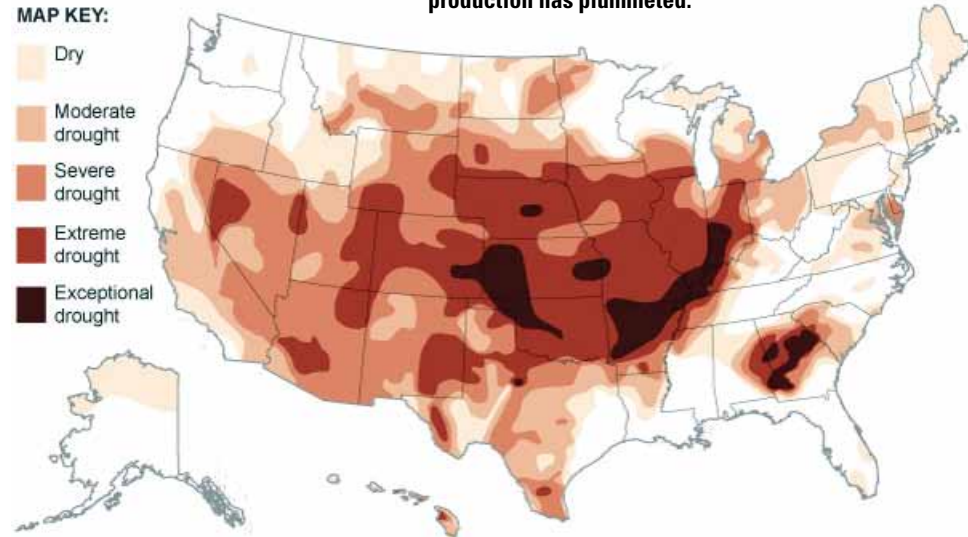 production has plummeted.
MAP KEY:
Dry
Moderate
drought
Severe
drought
Extreme
drought
Exceptional
drought